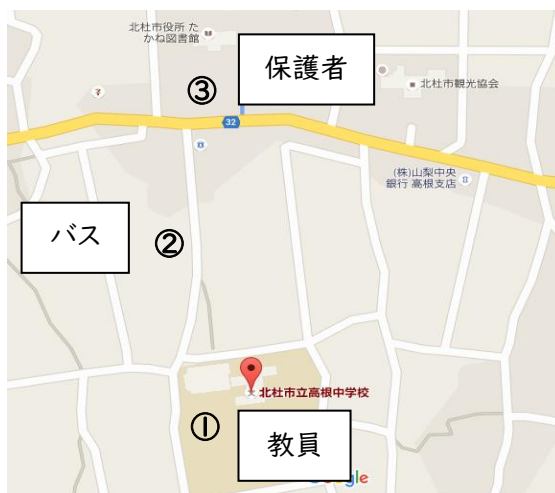 北杜市役所 た
かね図書館
保護者
③
北杜市観光協会
32
(株)山梨中央
銀行 高根支店
バス
②
北杜市立高根中学校
①
教員
Google